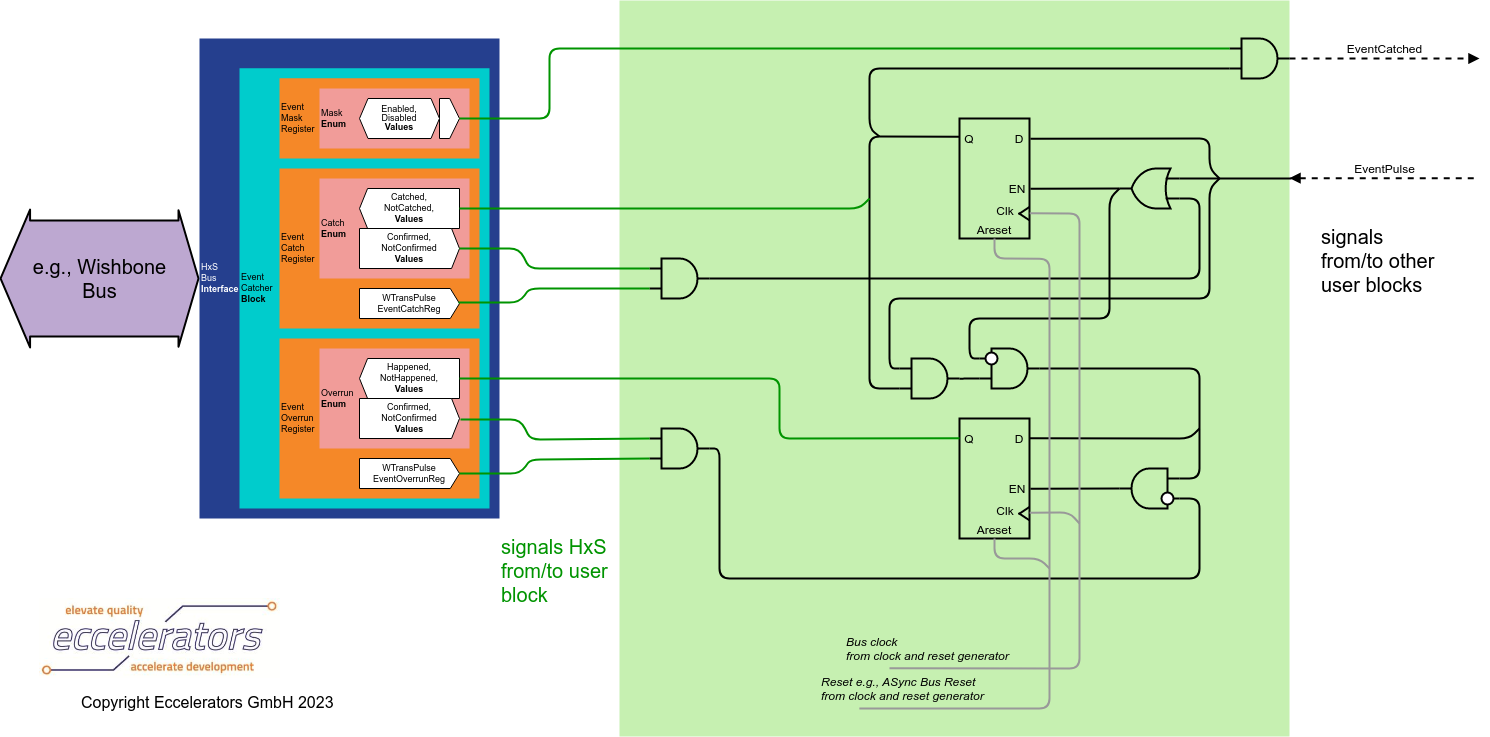 EventCatched
Event
Mask
Register
Mask
Enum
Enabled,
Disabled
Values
Q
D
EN
Clk
Areset
EventPulse
e.g., Wishbone
Bus
HxS
Bus
Interface
Event
Catcher
Block
Event
Catch
Register
Catch
Enum
Catched,
NotCatched,
Values
Confirmed,
NotConfirmed
Values
WTransPulse
EventCatchReg
signals
from/to other
user blocks
Event
Overrun
Register
Overrun
Enum
Happened,
NotHappened,
Values
Confirmed,
NotConfirmed
Values
WTransPulse
EventOverrunReg
Q
D
EN
Clk
Areset
signals HxS
from/to user
block
elevate quality
eccelerators
accelerate development
Copyright Eccelerators GmbH 2023
Bus clock
from clock and reset generator
Reset e.g., ASync Bus Reset
from clock and reset generator